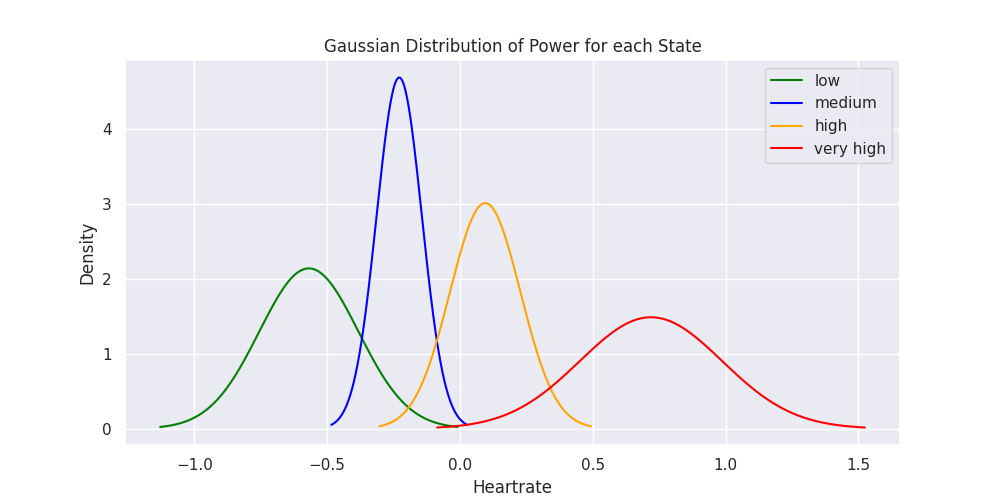 Gaussian Distribution of Power for each State
low
medium
high
very high
Density
4
3
2
1
0
−1.0 −0.5 0.0 0.5 1.0 1.5
Heartrate